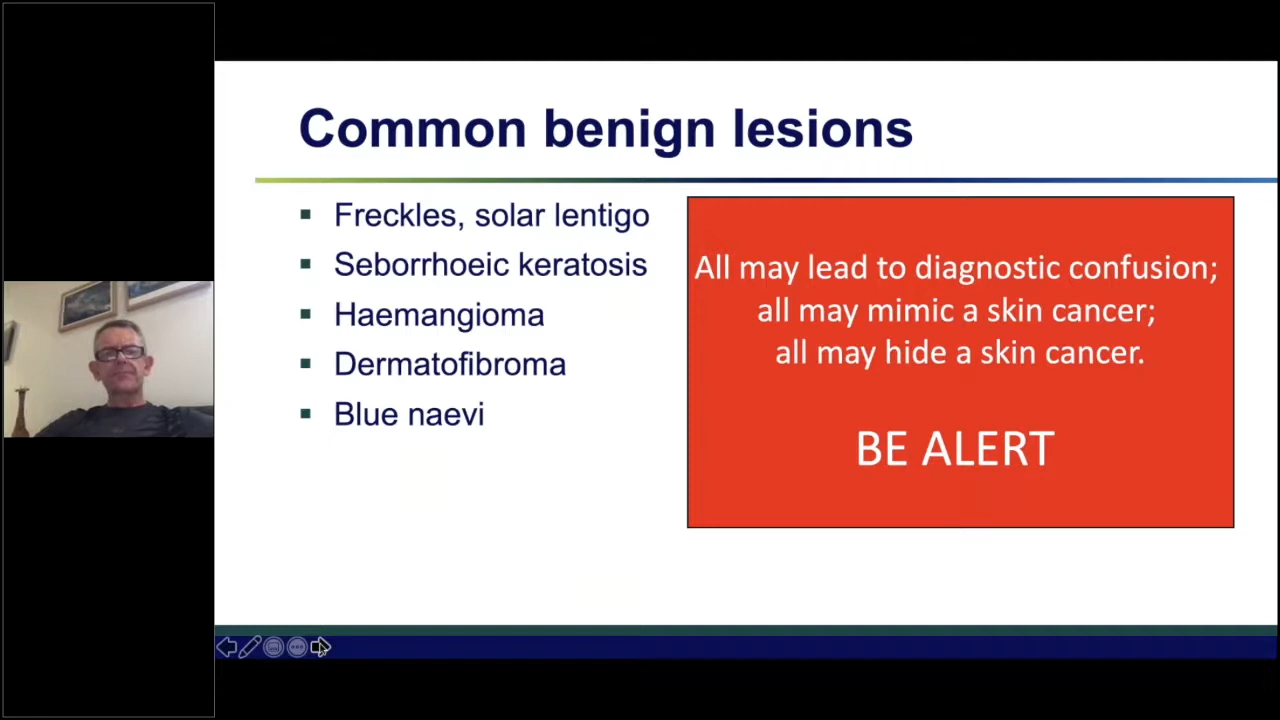 Common benign lesions
Freckles, solar lentigo
Seborrhoeic keratosis
Haemangioma
Dermatofibroma
Blue naevi
All may lead to diagnostic confusion;
all may mimic a skin cancer;
all may hide a skin cancer.
BE ALERT